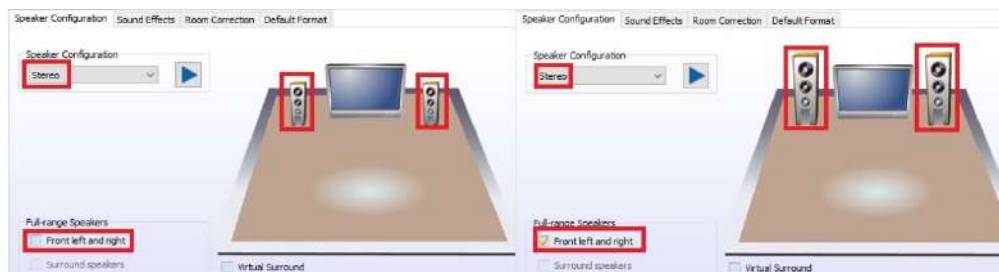 Speaker Configuration Sound Effects Room Correction Default Format
Speaker Configuration
Stereo
Full-range Speakers
Front left and right
Surround speakers
Virtual Surround
Speaker Configuration Sound Effects Room Correction Default Format
Speaker Configuration
Stereo
Full-range Speakers
Front left and right
Surround speakers
Virtual Surround